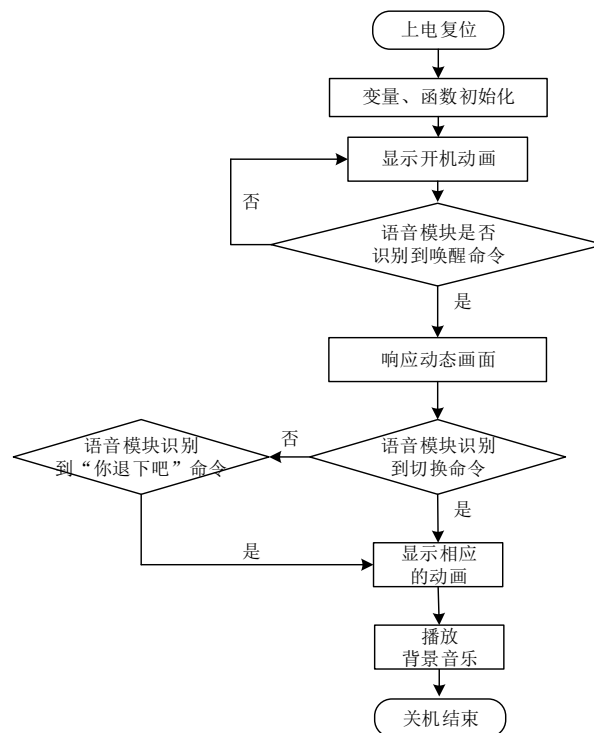 上电复位
变量、函数初始化
显示开机动画
否
语音模块是否
识别到唤醒命令
是
响应动态画面
语音模块识别
到“你退下吧”命令
否
语音模块识别
到切换命令
是
是
显示相应
的动画
播放
背景音乐
关机结束